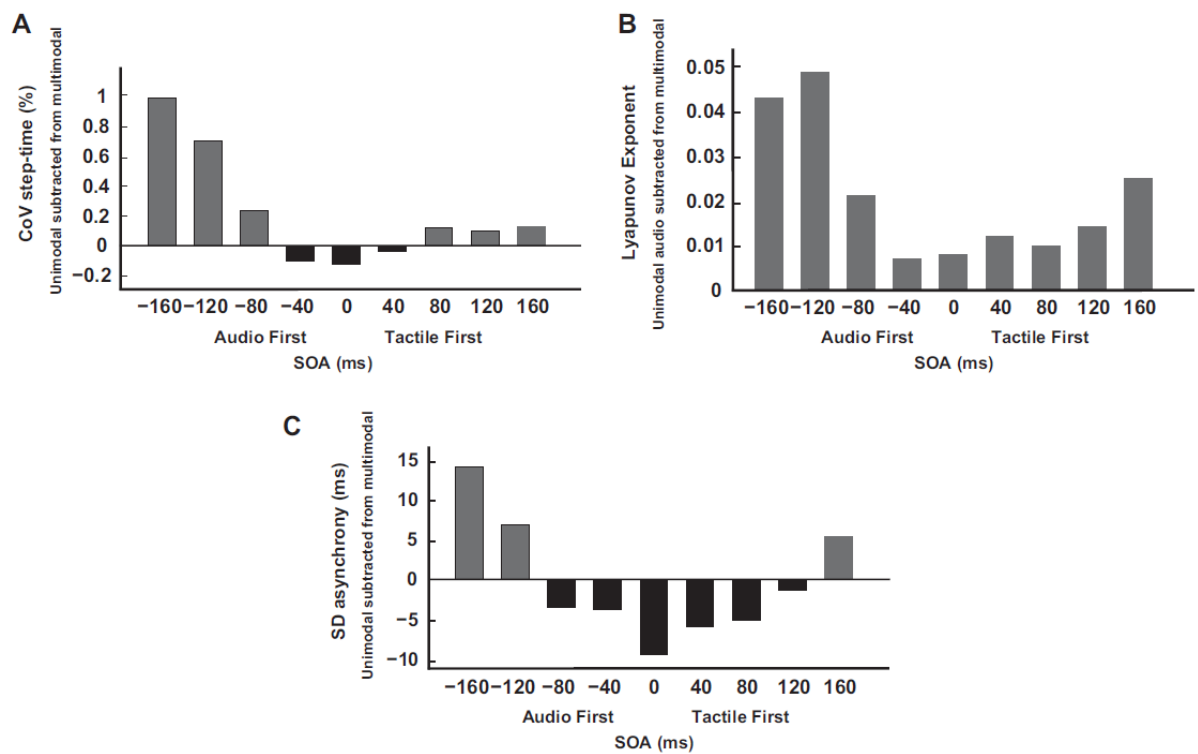 A
CoV step-time (%)
Unimodal subtracted from multimodal
1
0.8
0.6
0.4
0.2
0
−0.2
−160 −120 −80 −40 0 40 80 120 160
Audio First Tactile First
SOA (ms)
B
Lyapunov Exponent
Unimodal audio subtracted from multimodal
0.05
0.04
0.03
0.02
0.01
0
−160 −120 −80 −40 0 40 80 120 160
Audio First Tactile First
SOA (ms)
C
SD asynchrony (ms)
Unimodal subtracted from multimodal
15
10
5
0
−5
−10
−160 −120 −80 −40 0 40 80 120 160
Audio First Tactile First
SOA (ms)